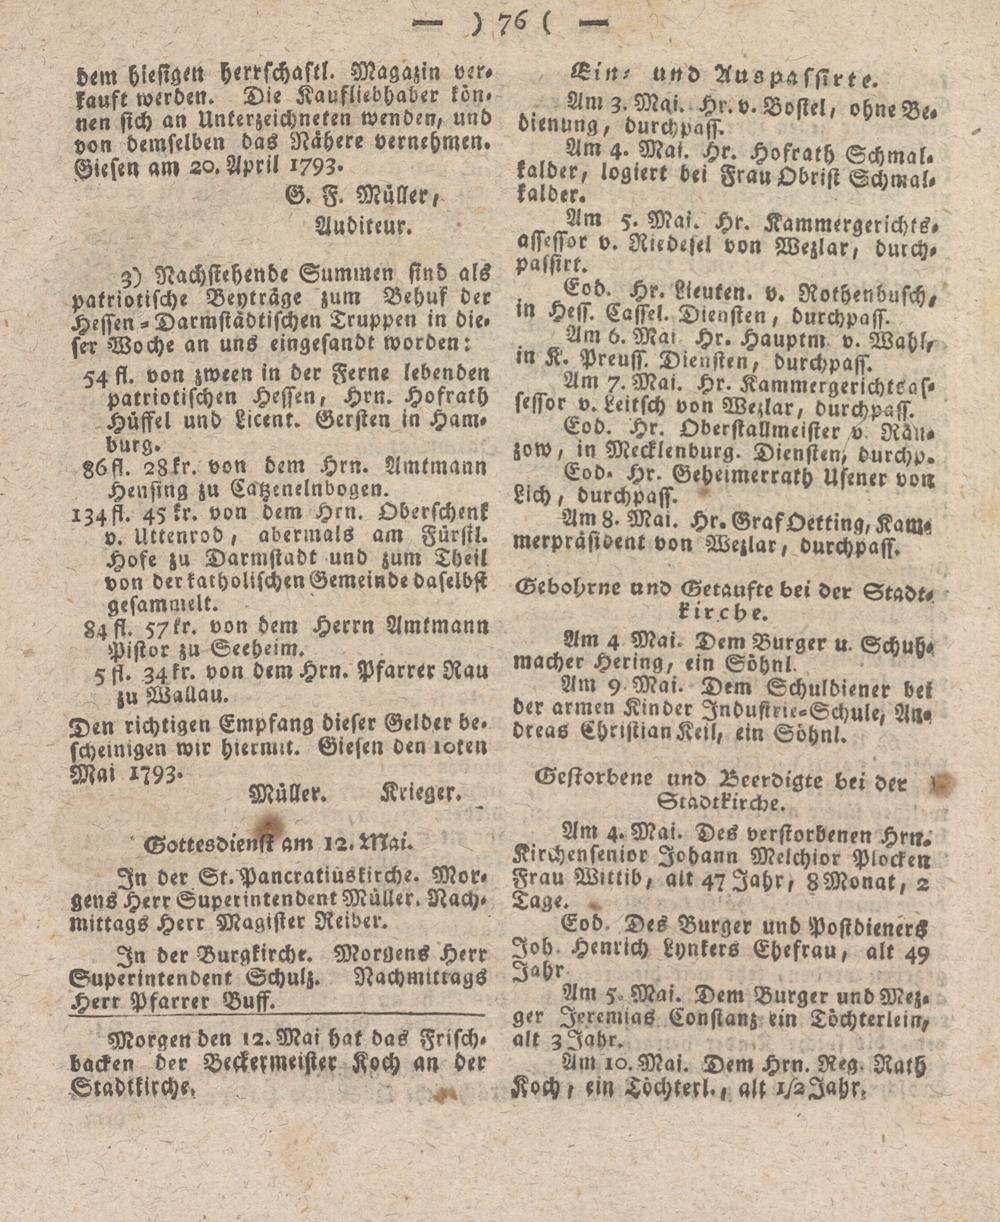 — ) 76 ( —
dem hiesigen herrschaftl. Magazin ver-
kauft werden. Die Kaufliebhaber kön-
nen sich an Unterzeichneten wenden, und
von demselben das Nähere vernehmen.
Giesen am 20. April 1793.
G. F. Müller,
Auditeur.
3) Nachstehende Summen sind als
patriotische Beyträge zum Behuf der
Hessen-Darmstädtischen Truppen in die-
ser Woche an uns eingesandt worden:
54 fl. von zween in der Ferne lebenden
patriotischen Hessen, Hrn. Hofrath
Hüffel und Licent. Gersten in Ham-
burg.
86 fl. 28 kr. von dem Hrn. Amtmann
Hensing zu Catzenelnbogen.
134 fl. 45 kr. von dem Hrn. Oberschenk
v. Uttenrod, abermals am Fürstl.
Hofe zu Darmstadt und zum Theil
von der katholischen Gemeinde daselbst
gesammelt.
84 fl. 57 kr. von dem Herrn Amtmann
Pistor zu Seeheim.
5 fl. 34 kr. von dem Hrn. Pfarrer Rau
zu Wallau.
Den richtigen Empfang dieser Gelder be-
scheinigen wir hiermit. Giesen den 10ten
Mai 1793.
Müller. Krieger.
Gottesdienst am 12. Mai.
In der St. Pancratiuskirche. Mor-
gens Herr Superintendent Müller. Nach-
mittags Herr Magister Reiber.
In der Burgkirche. Morgens Herr
Superintendent Schulz. Nachmittags
Herr Pfarrer Buff.
Morgen den 12. Mai hat das Frisch-
backen der Beckermeister Koch an der
Stadtkirche.
Ein- und Auspassirte.
Am 3. Mai. Hr. v. Bostel, ohne Be-
dienung, durchpass.
Am 4. Mai. Hr. Hofrath Schmal-
kalder, logiert bei Frau Obrist Schmal-
kalder.
Am 5. Mai. Hr. Kammergerichts-
assessor v. Riedesel von Wezlar, durch-
passirt.
Eod. Hr. Lieuten. v. Rothenbusch,
in Hess. Cassel. Diensten, durchpass.
Am 6. Mai Hr. Hauptm v. Wahl,
in K. Preuss. Diensten, durchpass.
Am 7. Mai. Hr. Kammergerichtsas-
sessor v. Leitsch von Wezlar, durchpass.
Eod. Hr. Oberstallmeister v. Rau-
zow, in Mecklenburg. Diensten, durchp.
Eod. Hr. Geheimerrath Usener von
Lich, durchpass.
Am 8. Mai. Hr. Graf Oetting, Kam-
merpräsident von Wezlar, durchpass.
Gebohrne und Getaufte bei der Stadt-
kirche.
Am 4 Mai. Dem Burger u. Schuh-
macher Hering, ein Söhnl.
Am 9. Mai. Dem Schuldiener bei
der armen Kinder Industrie-Schule, An-
dreas Christian Keil, ein Söhnl.
Gestorbene und Beerdigte bei der
Stadtkirche.
Am 4. Mai. Des verstorbenen Hrn.
Kirchensenior Johann Melchior Plocken
Frau Wittib, alt 47 Jahr, 8 Monat, 2
Tage.
Eod. Des Burger und Postdieners
Joh. Henrich Lynkers Ehefrau, alt 49
Jahr
Am 5. Mai. Dem Burger und Mez-
ger Jeremias Constanz ein Töchterlein,
alt 3 Jahr.
Am 10. Mai. Dem Hrn. Reg. Rath
Koch, ein Töchterl., alt 1/2 Jahr.